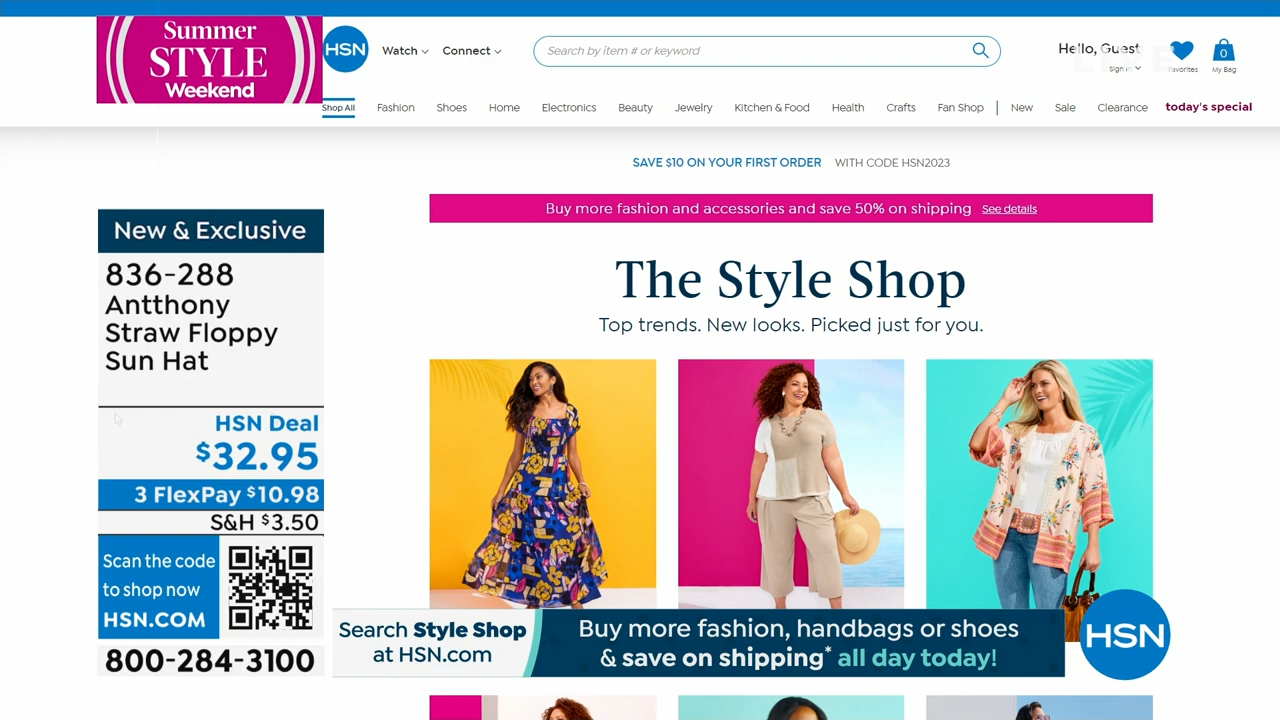 Summer
STYLE
Weekend
HSN
Watch
Connect
Search by item # or keyword
Hello, Guest
Sign in
Favorites
0
My Bag
Shop All
Fashion
Shoes
Home
Electronics
Beauty
Jewelry
Kitchen & Food
Health
Crafts
Fan Shop
New
Sale
Clearance
today's special
SAVE $10 ON YOUR FIRST ORDER WITH CODE HSN2023
Buy more fashion and accessories and save 50% on shipping See details
The Style Shop
Top trends. New looks. Picked just for you.
New & Exclusive
836-288
Antthony
Straw Floppy
Sun Hat
HSN Deal
$32.95
3 FlexPay $10.98
S&H $3.50
Scan the code
to shop now
HSN.COM
800-284-3100
Search Style Shop
at HSN.com
Buy more fashion, handbags or shoes
& save on shipping* all day today!
HSN